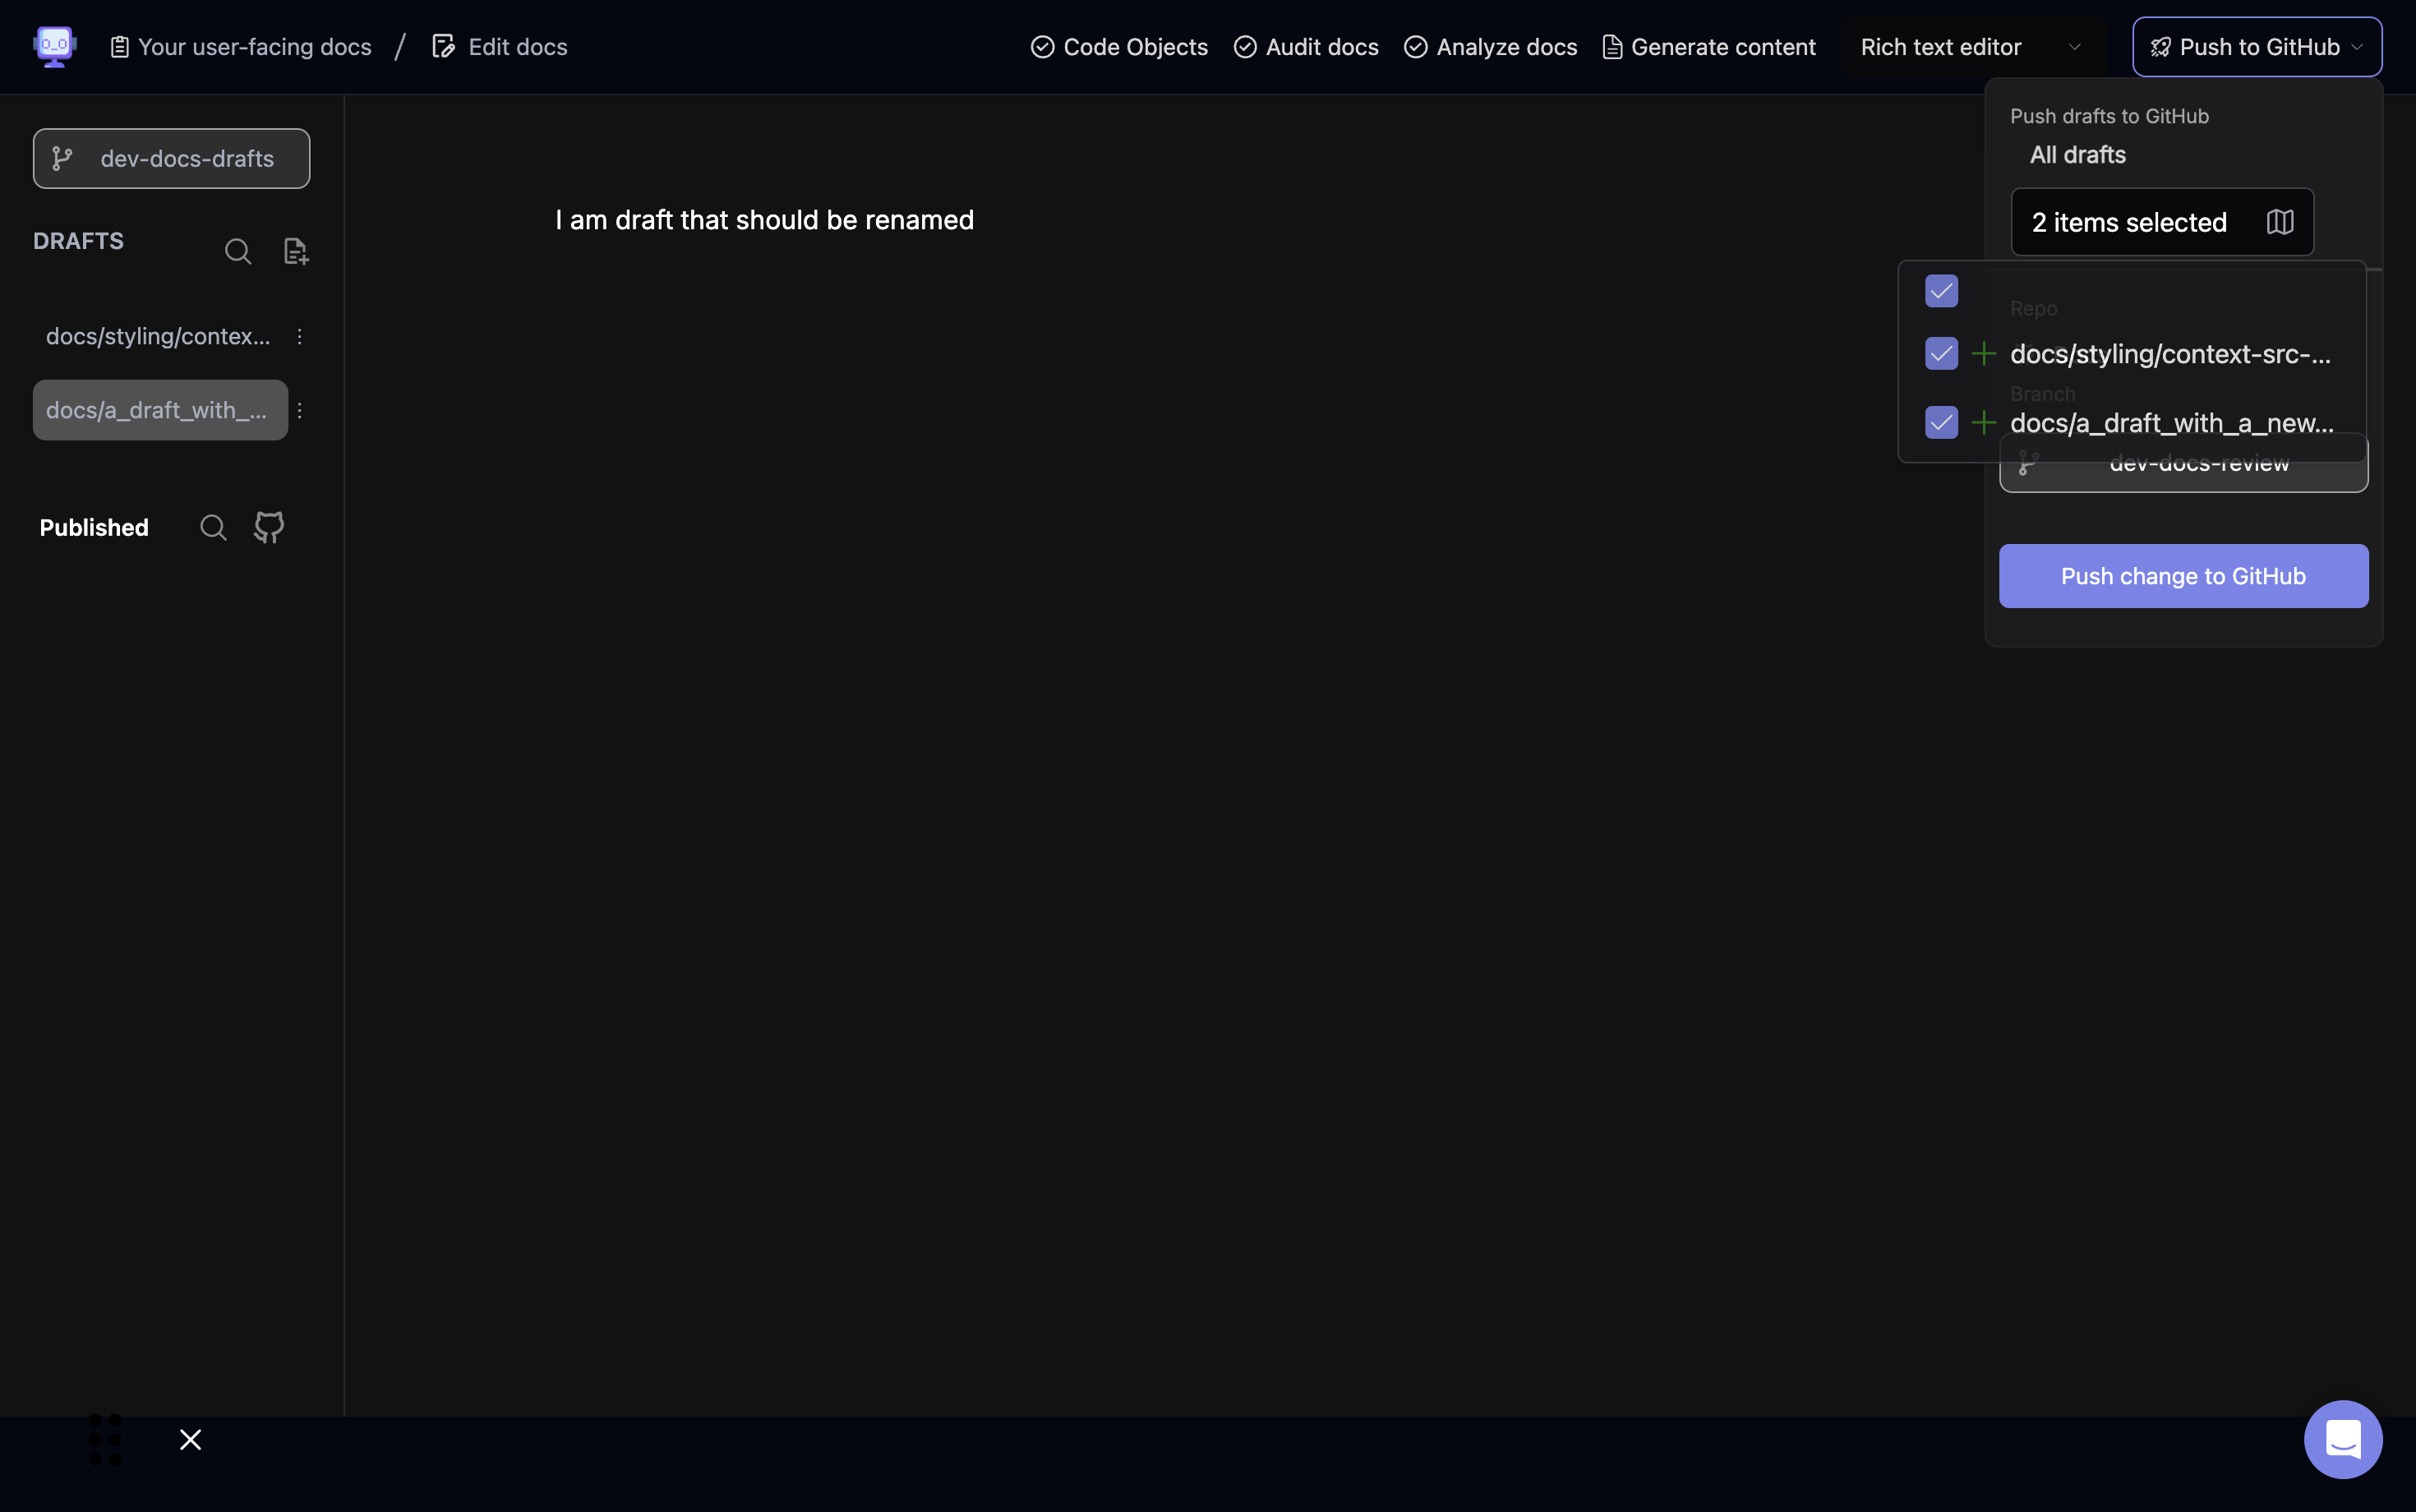 Your user-facing docs / Edit docs
Code Objects
Audit docs
Analyze docs
Generate content
Rich text editor
Push to GitHub
dev-docs-drafts
DRAFTS
docs/styling/contex...
docs/a_draft_with_...
Published
I am draft that should be renamed
Push drafts to GitHub
All drafts
2 items selected
Repo
docs/styling/context-src-...
Branch
docs/a_draft_with_a_new...
dev-docs-review
Push change to GitHub